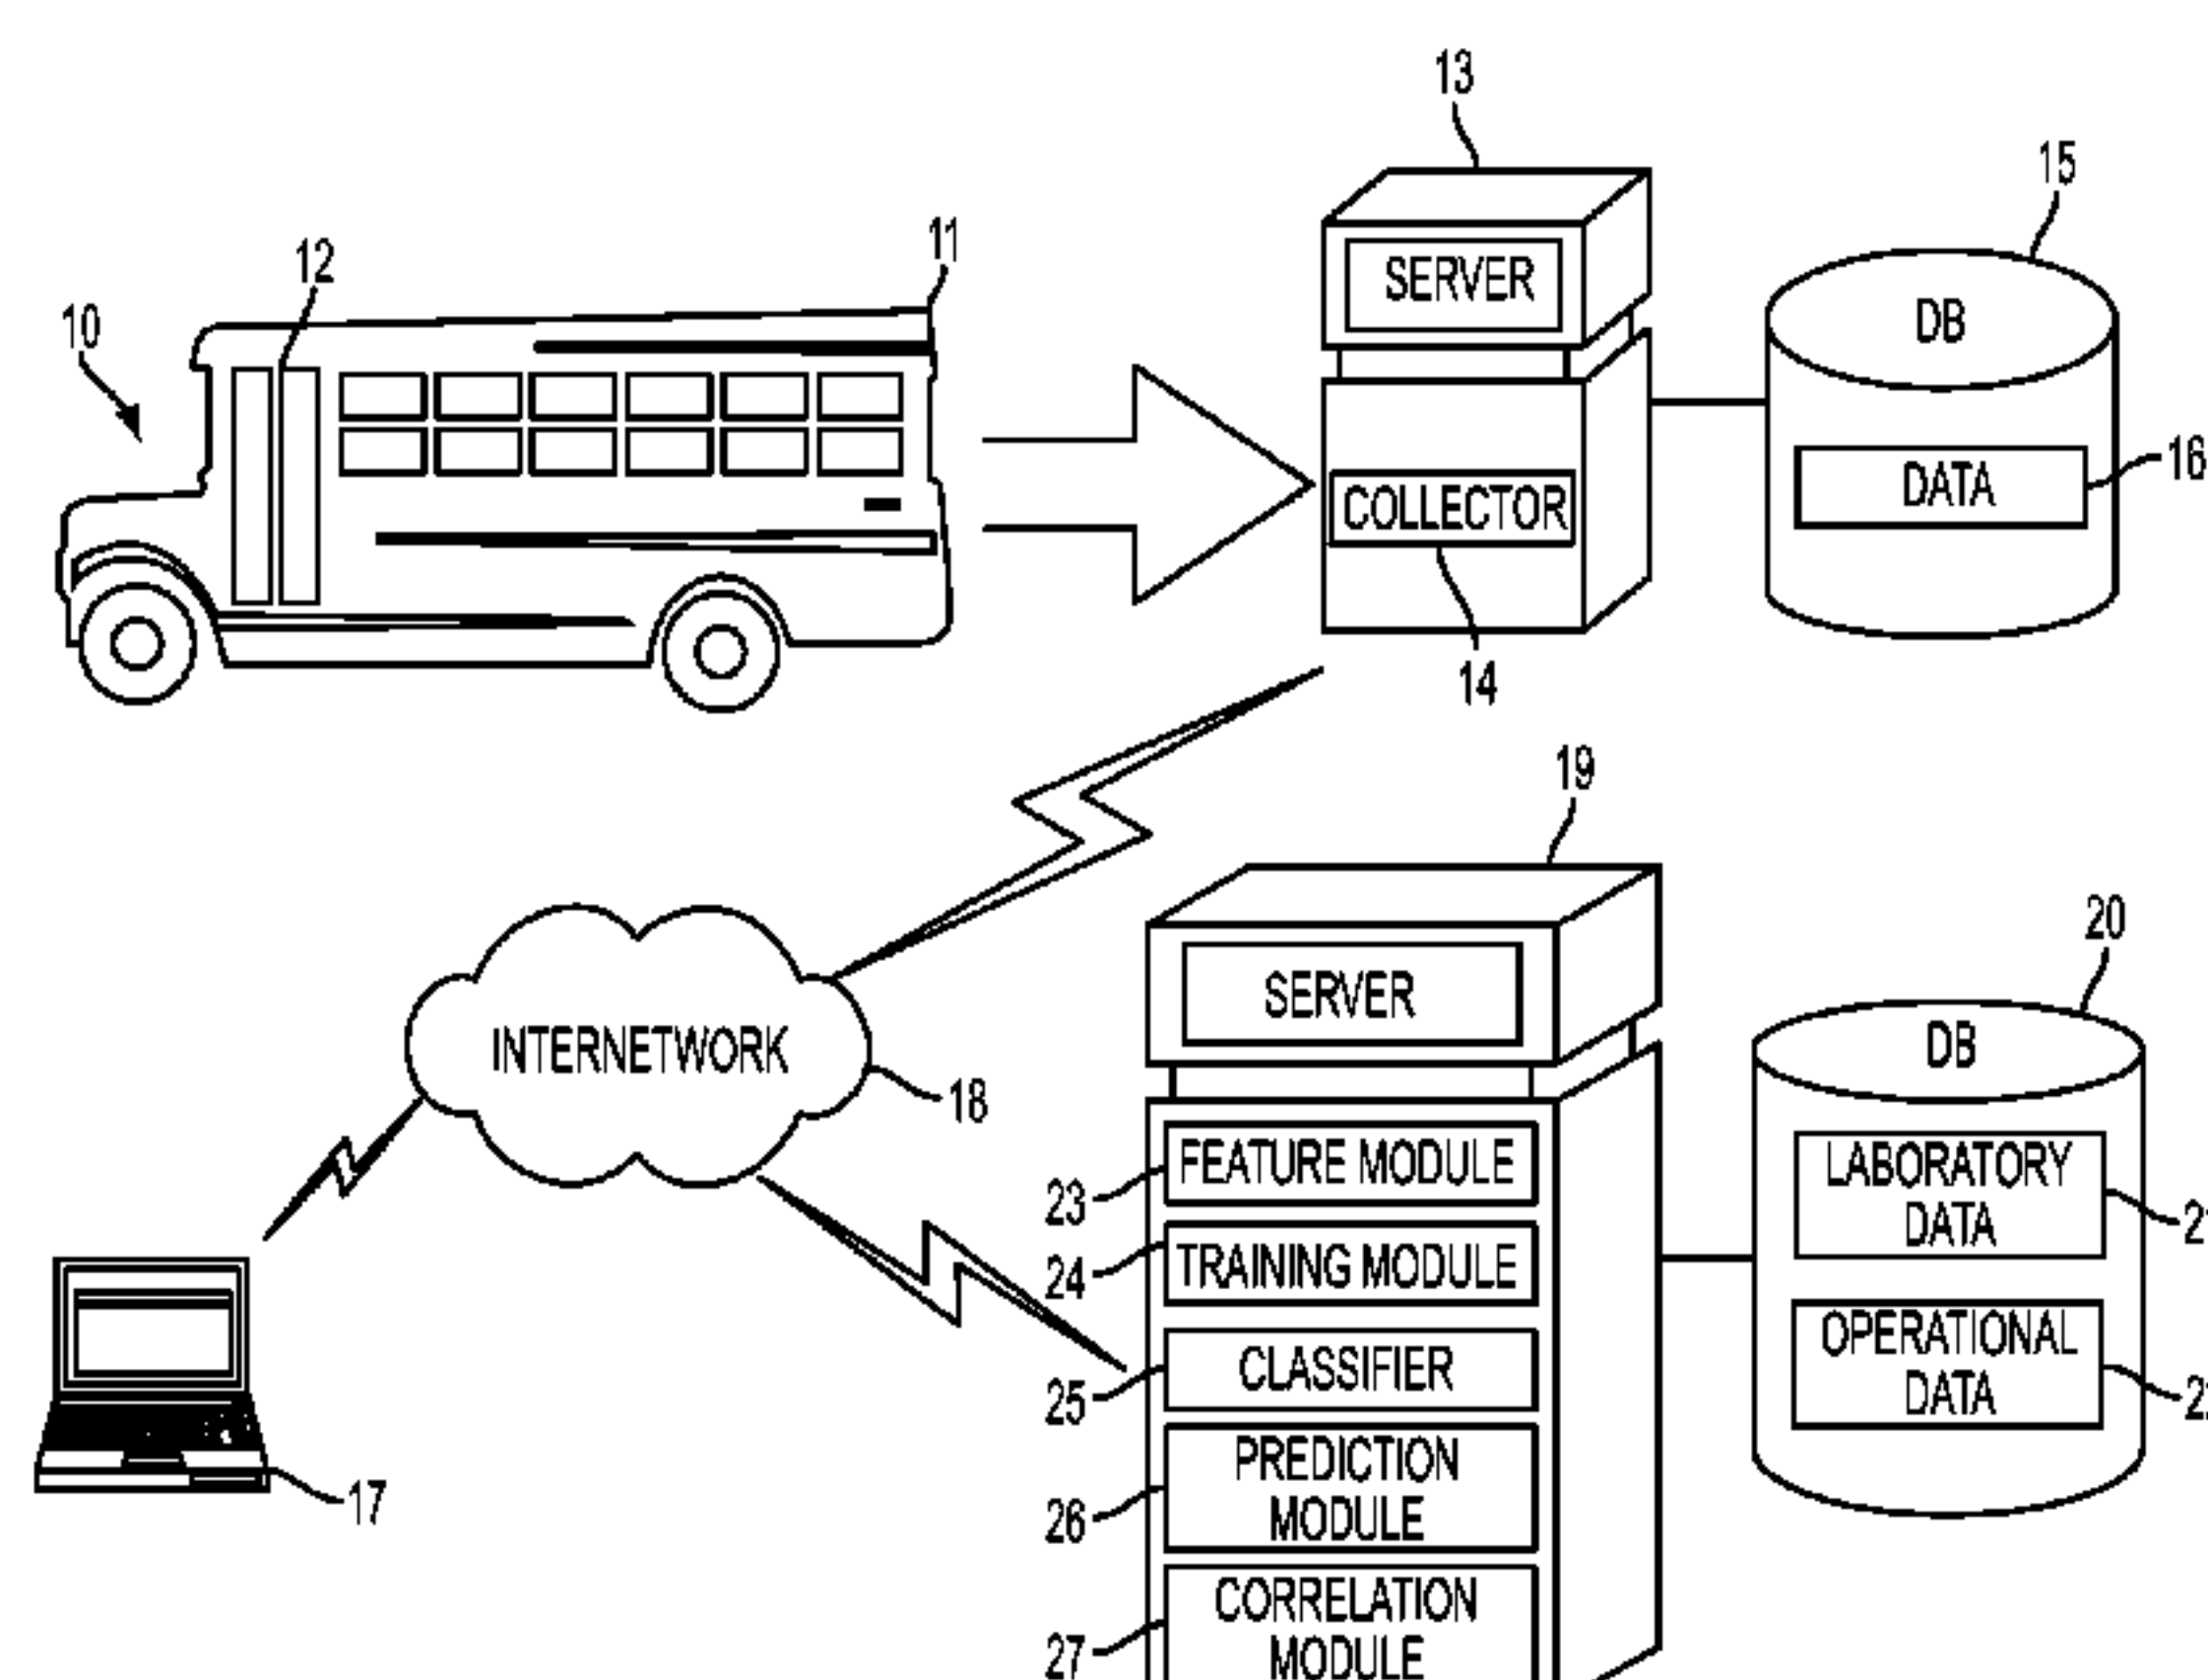 13
15
11
12
10
SERVER
DB
16
DATA
COLLECTOR
14
19
20
SERVER
DB
INTERNETWORK
18
FEATURE MODULE
23
LABORATORY
DATA
TRAINING MODULE
24
OPERATIONAL
DATA
CLASSIFIER
25
PREDICTION
MODULE
26
17
CORRELATION
MODULE
27